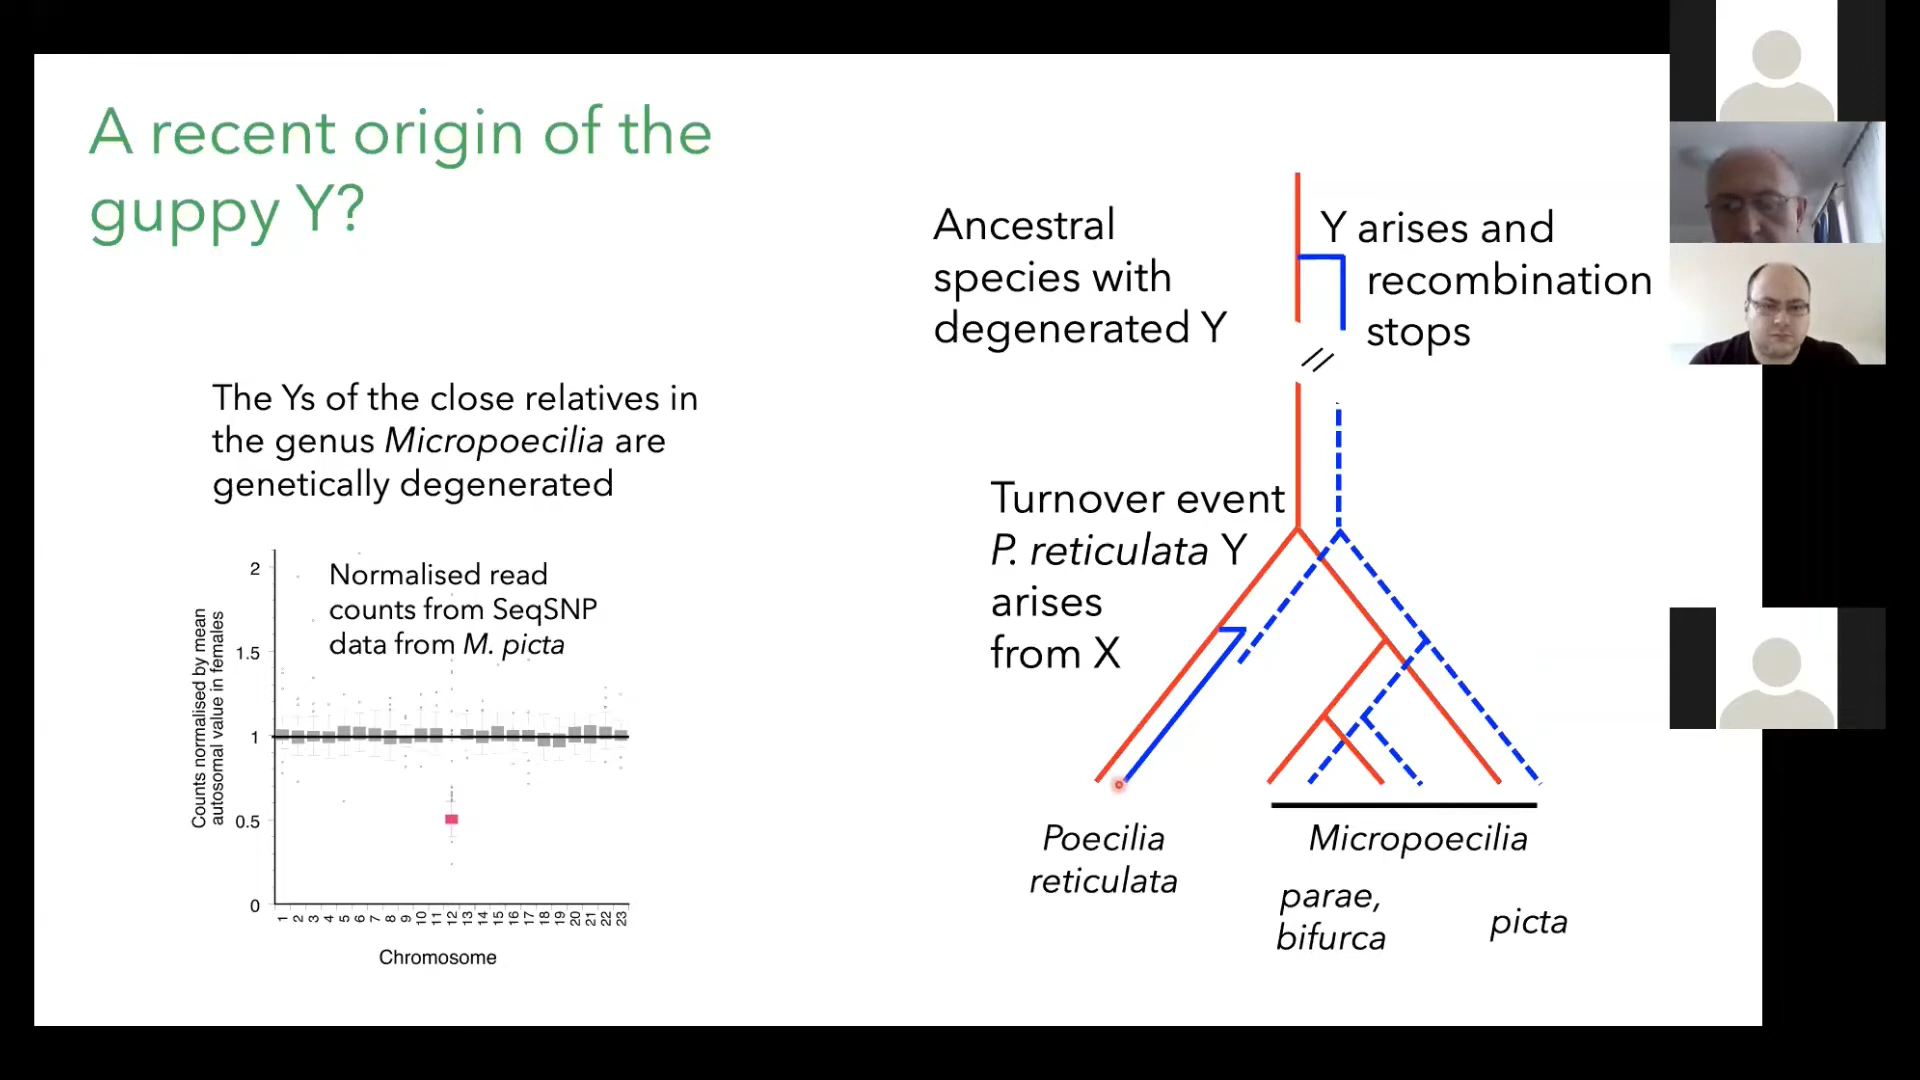 A recent origin of the
guppy Y?
The Ys of the close relatives in
the genus Micropoecilia are
genetically degenerated
Normalised read
counts from SeqSNP
data from M. picta
Counts normalised by mean
autosomal value in females
2
1.5
1
0.5
0
1 2 3 4 5 6 7 8 9 10 11 12 13 14 15 16 17 18 19 20 21 22 23
Chromosome
Ancestral
species with
degenerated Y
Y arises and
recombination
stops
//
Turnover event
P. reticulata Y
arises
from X
Poecilia
reticulata
Micropoecilia
parae,
bifurca
picta